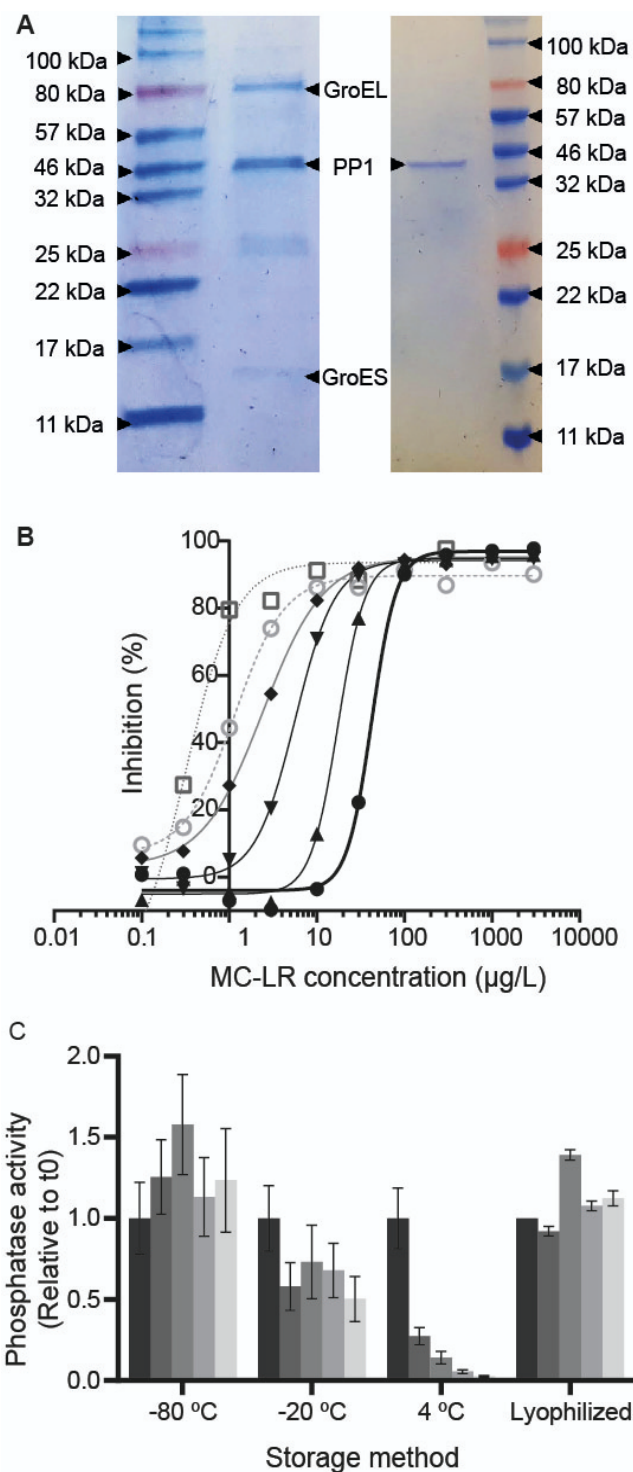 A
100 kDa
80 kDa
57 kDa
46 kDa
32 kDa
25 kDa
22 kDa
17 kDa
11 kDa
GroEL
PP1
GroES
100 kDa
80 kDa
57 kDa
46 kDa
32 kDa
25 kDa
22 kDa
17 kDa
11 kDa
B
Inhibition (%)
100
80
60
40
20
0
0.01 0.1 1 10 100 1000 10000
MC-LR concentration (µg/L)
C
Phosphatase activity
(Relative to t0)
2.0
1.5
1.0
0.5
0.0
-80 ºC -20 ºC 4 ºC Lyophilized
Storage method